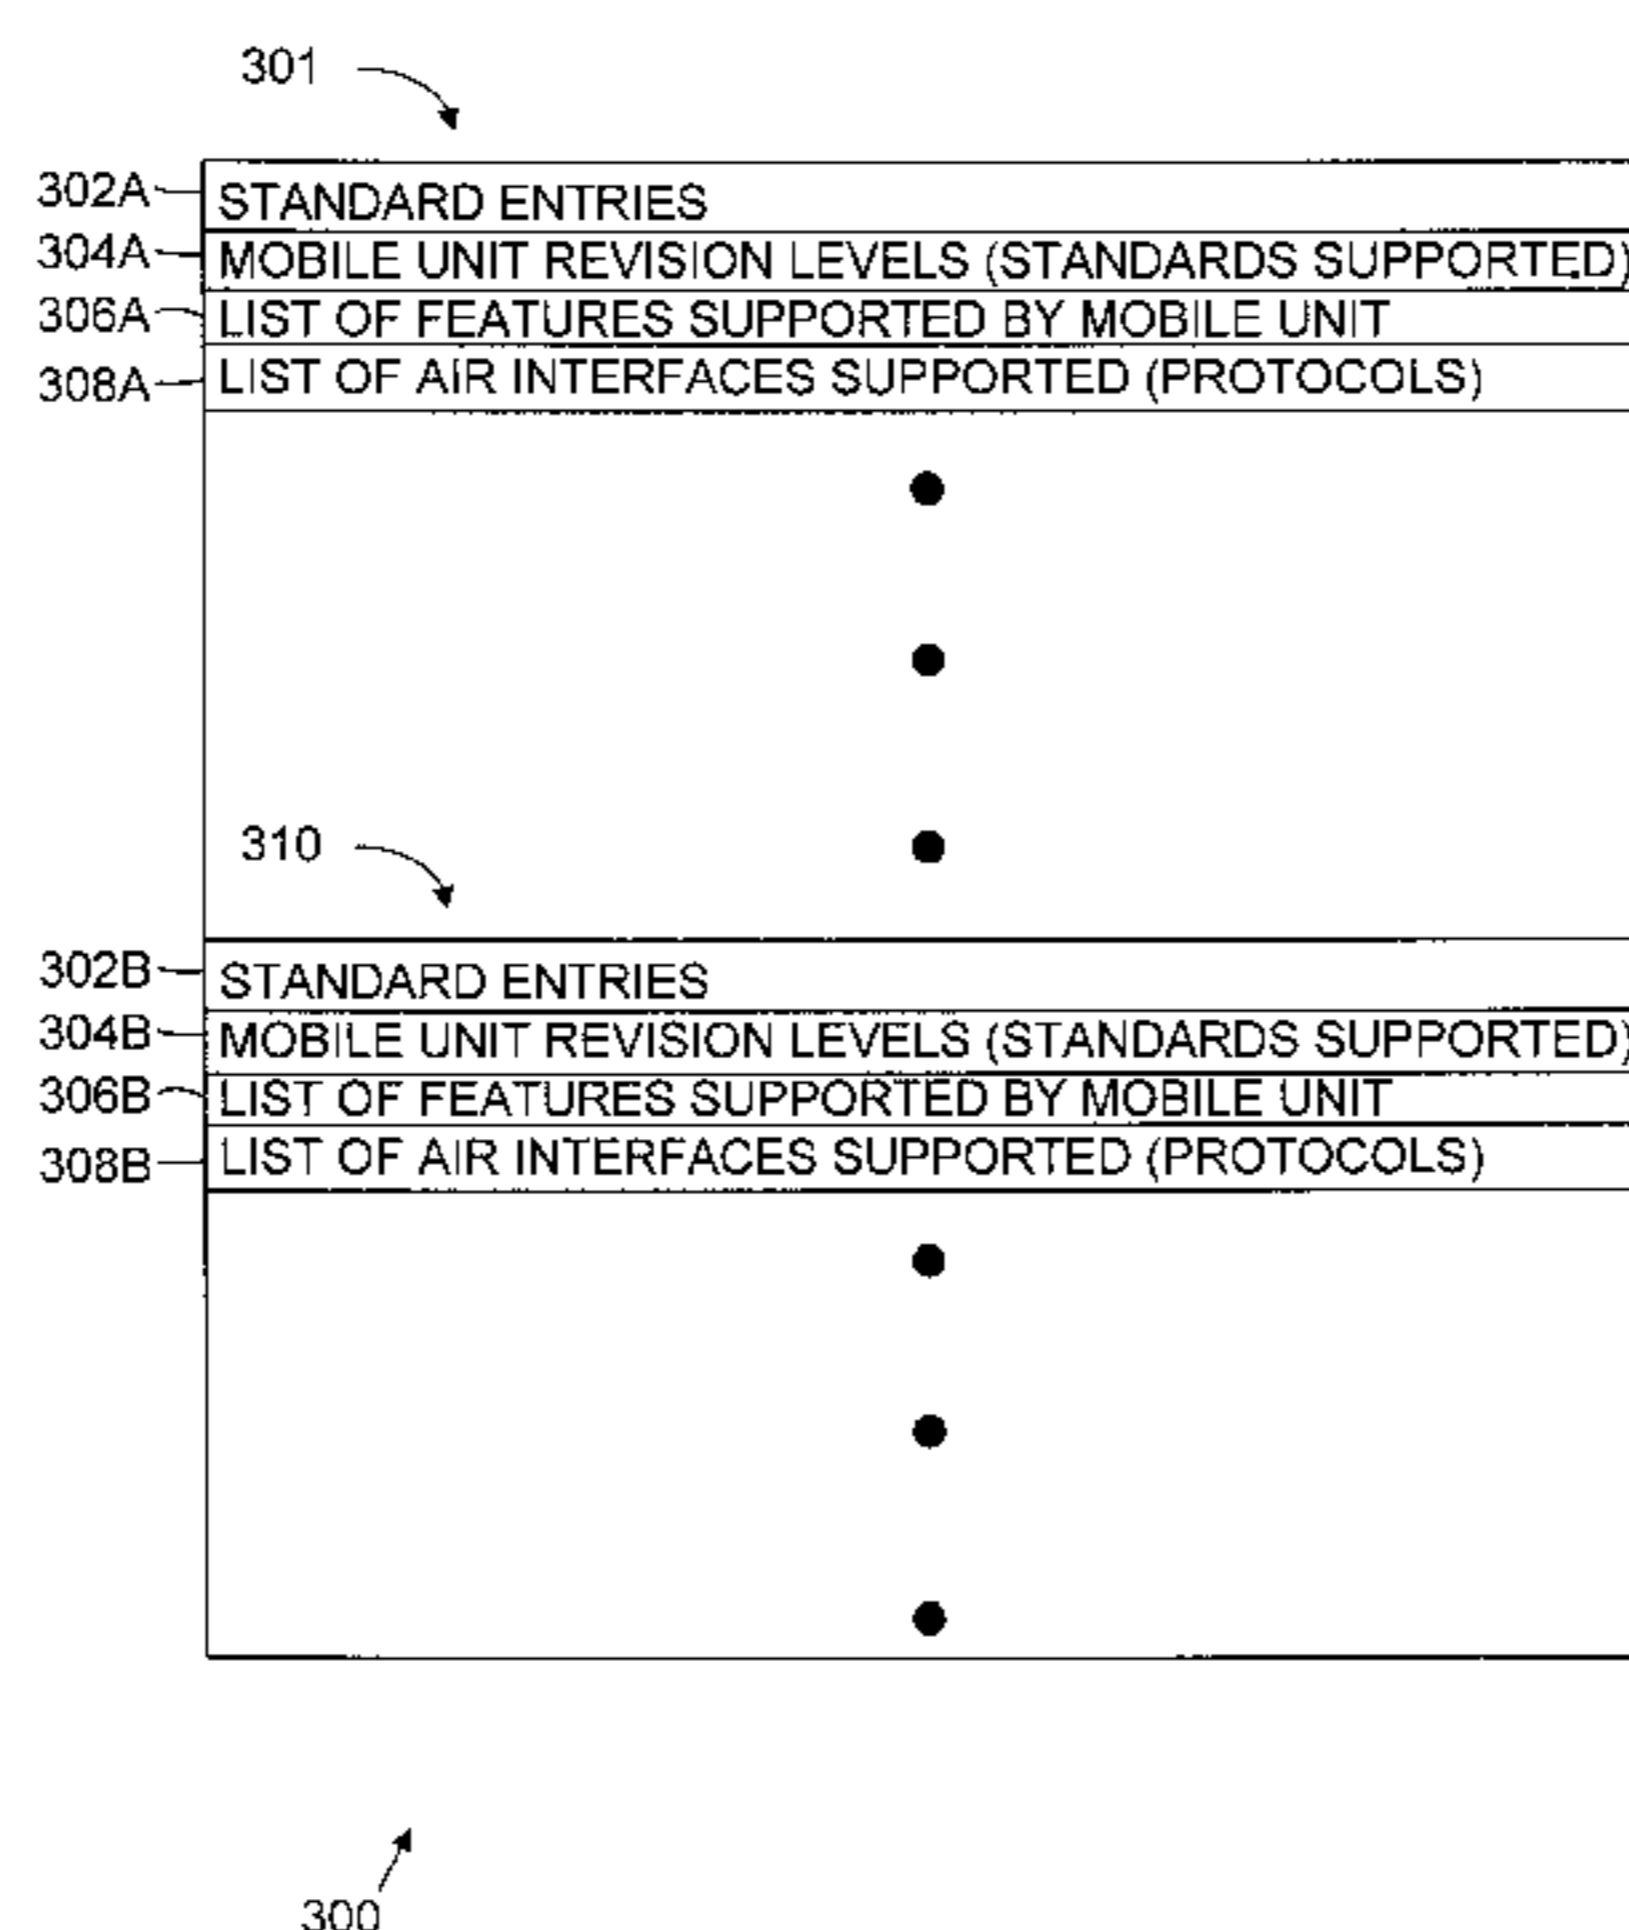 301
302A STANDARD ENTRIES
304A MOBILE UNIT REVISION LEVELS (STANDARDS SUPPORTED)
306A LIST OF FEATURES SUPPORTED BY MOBILE UNIT
308A LIST OF AIR INTERFACES SUPPORTED (PROTOCOLS)
310
302B STANDARD ENTRIES
304B MOBILE UNIT REVISION LEVELS (STANDARDS SUPPORTED)
306B LIST OF FEATURES SUPPORTED BY MOBILE UNIT
308B LIST OF AIR INTERFACES SUPPORTED (PROTOCOLS)
300